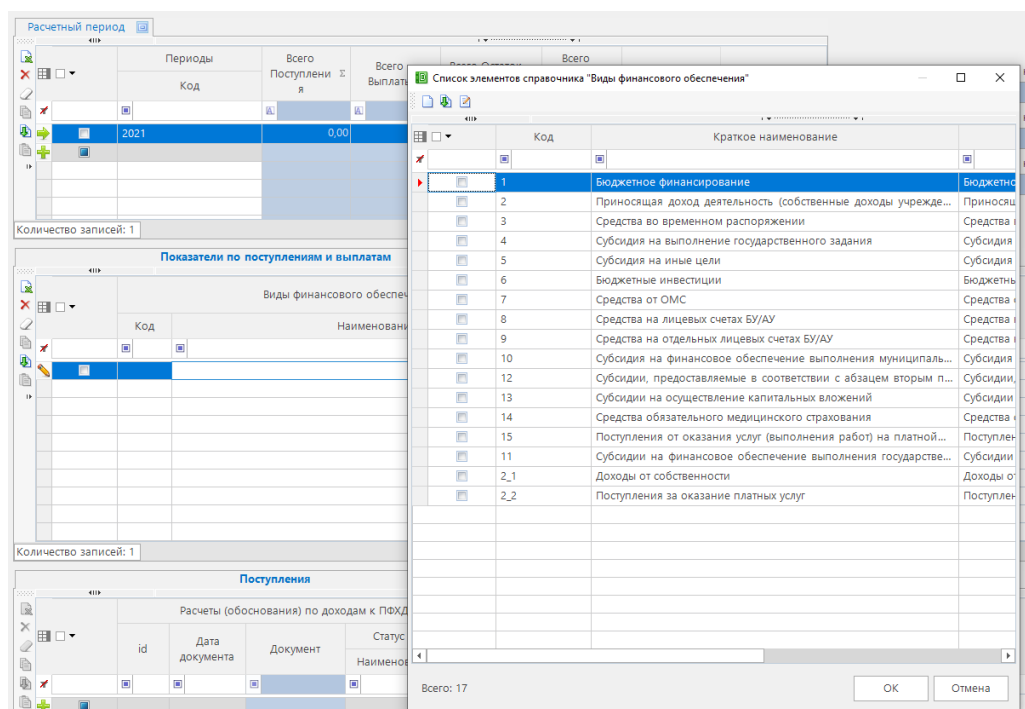 Расчетный период
Периоды
Код
Всего
Поступлени Σ
я
Всего
Выплат
Всего
2021
0,00
Количество записей: 1
Показатели по поступлениям и выплатам
Виды финансового обеспеч
Код
Наименовани
Количество записей: 1
Поступления
Расчеты (обоснования) по доходам к ПФХД
id
Дата
документа
Документ
Статус
Наименов
Список элементов справочника "Виды финансового обеспечения"
Код Краткое наименование
1 Бюджетное финансирование Бюджетно
2 Приносящая доход деятельность (собственные доходы учрежде... Приносящ
3 Средства во временном распоряжении Средства
4 Субсидия на выполнение государственного задания Субсидия
5 Субсидия на иные цели Субсидия
6 Бюджетные инвестиции Бюджетнь
7 Средства от ОМС Средства
8 Средства на лицевых счетах БУ/АУ Средства
9 Средства на отдельных лицевых счетах БУ/АУ Средства
10 Субсидия на финансовое обеспечение выполнения муниципаль... Субсидия
12 Субсидии, предоставляемые в соответствии с абзацем вторым п... Субсидии,
13 Субсидии на осуществление капитальных вложений Субсидии
14 Средства обязательного медицинского страхования Средства
15 Поступления от оказания услуг (выполнения работ) на платной... Поступлен
11 Субсидии на финансовое обеспечение выполнения государстве... Субсидии
2_1 Доходы от собственности Доходы о
2_2 Поступления за оказание платных услуг Поступлен
Всего: 17
ОК
Отмена